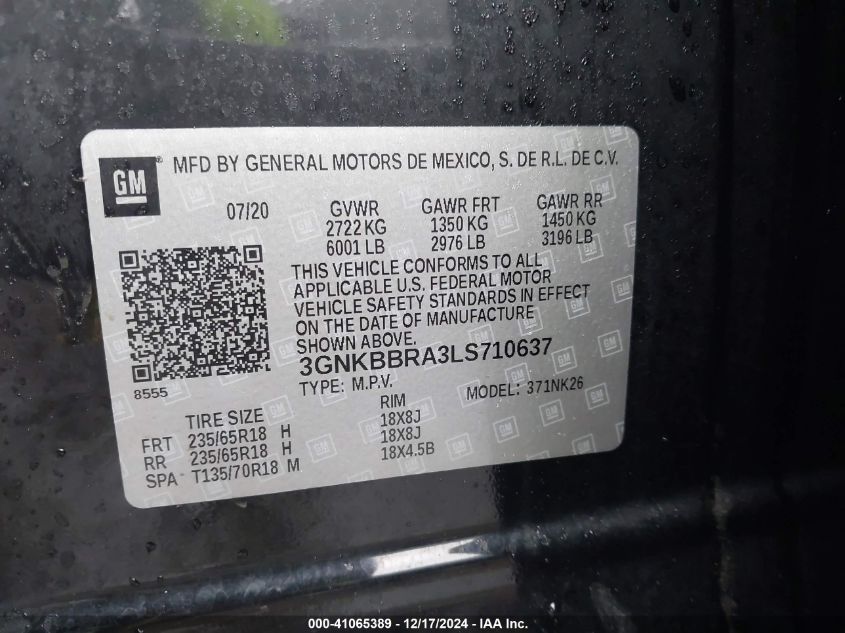 GM
MFD BY GENERAL MOTORS DE MEXICO, S. DE R.L. DE C.V.
07/20 GVWR GAWR FRT GAWR RR
2722 KG 1350 KG 1450 KG
6001 LB 2976 LB 3196 LB
THIS VEHICLE CONFORMS TO ALL
APPLICABLE U.S. FEDERAL MOTOR
VEHICLE SAFETY STANDARDS IN EFFECT
ON THE DATE OF MANUFACTURE
SHOWN ABOVE.
3GNKBBRA3LS710637
8555 TYPE: M.P.V. MODEL: 371NK26
TIRE SIZE RIM
FRT 235/65R18 H 18X8J
RR 235/65R18 H 18X8J
SPA T135/70R18 M 18X4.5B
000-41065389 - 12/17/2024 - IAA Inc.